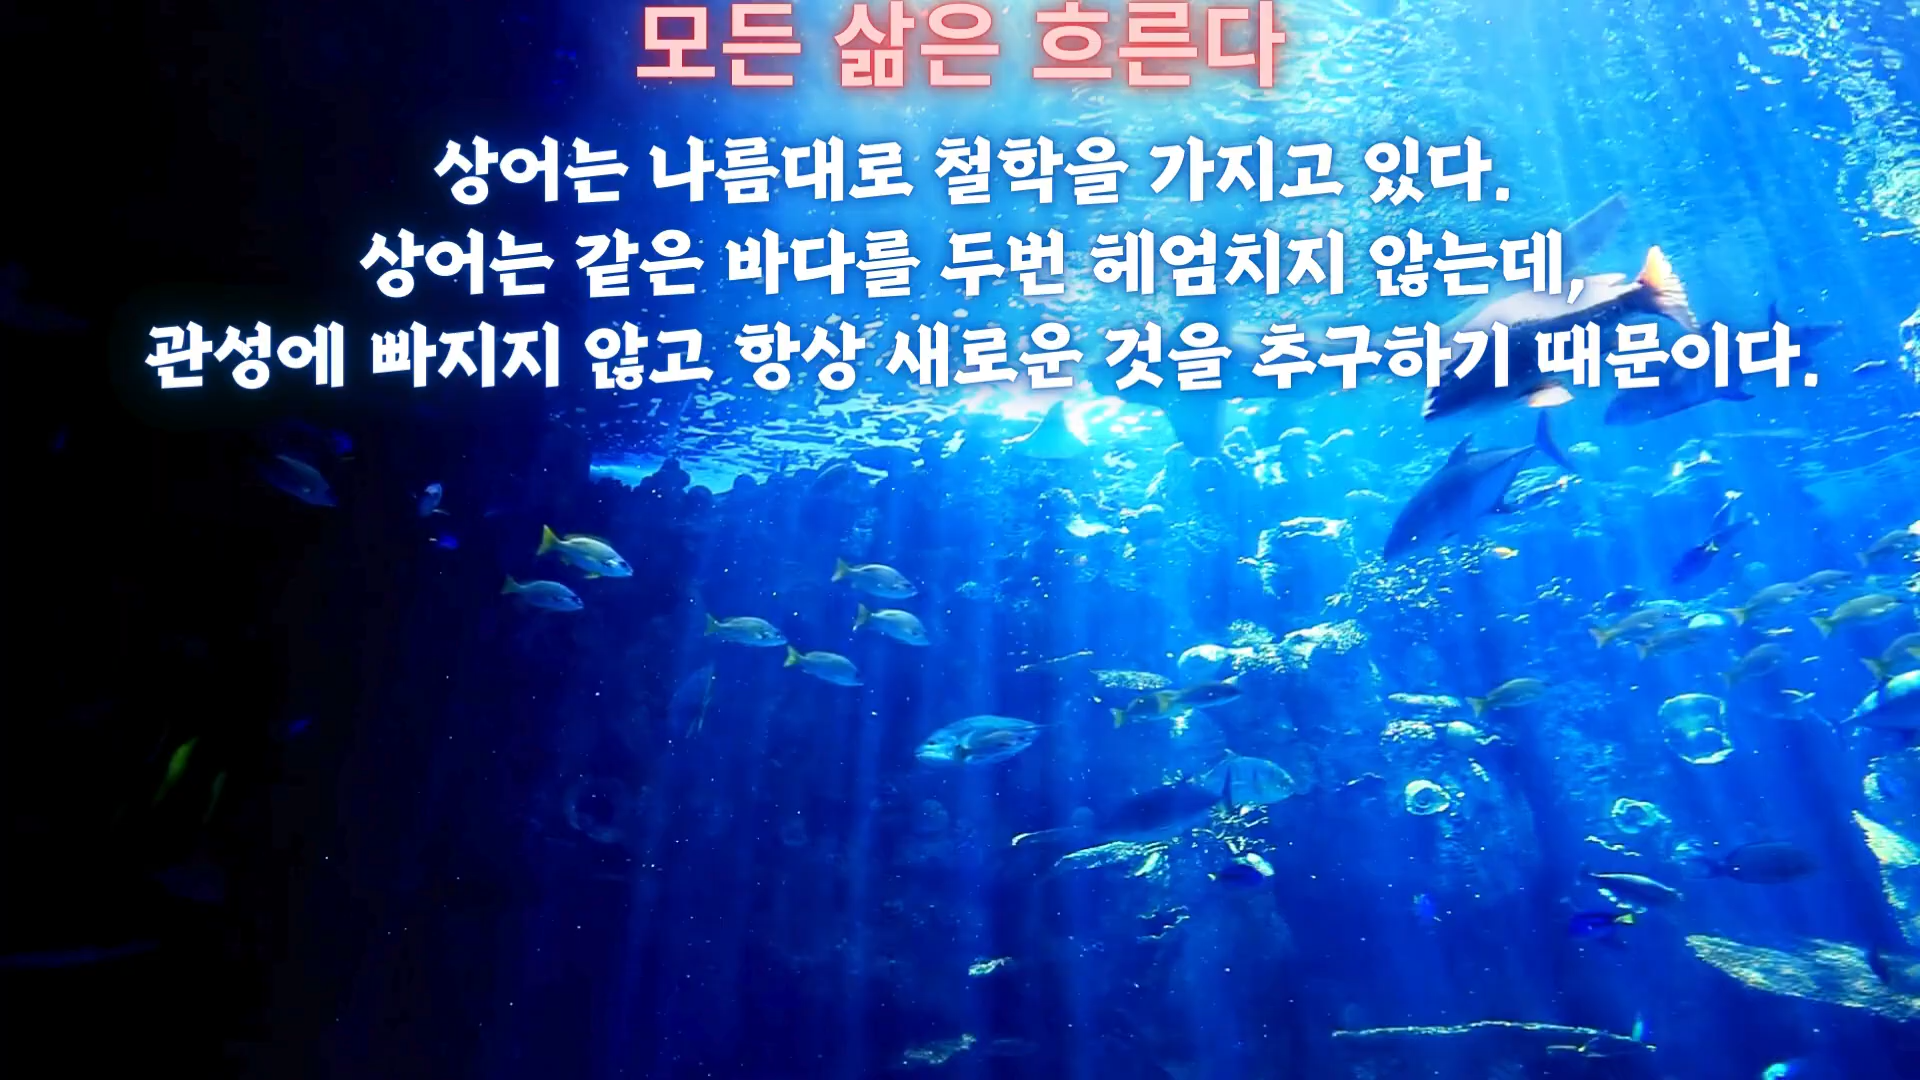 모든 삶은 흐른다
상어는 나름대로 철학을 가지고 있다.
상어는 같은 바다를 두번 헤엄치지 않는데,
관성에 빠지지 않고 항상 새로운 것을 추구하기 때문이다.